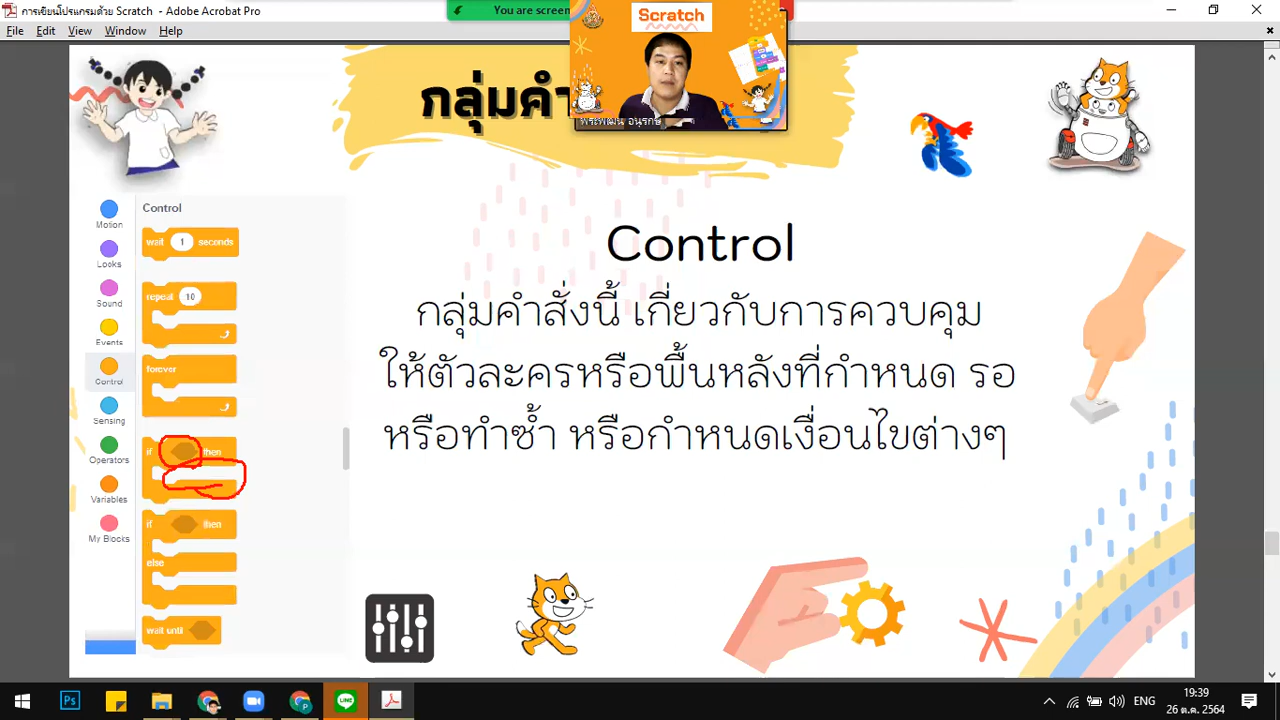 การเขียนโปรแกรมด้วย Scratch - Adobe Acrobat Pro
You are screen
File Edit View Window Help
Scratch
กลุ่มคำ
Control
กลุ่มคำสั่งนี้ เกี่ยวกับการควบคุม
ให้ตัวละครหรือพื้นหลังที่กำหนด รอ
หรือทำซ้ำ หรือกำหนดเงื่อนไขต่างๆ
Motion
Looks
Sound
Events
Control
Sensing
Operators
Variables
My Blocks
Control
wait 1 seconds
repeat 10
forever
if then
if then
else
wait until
Ps
LINE
ENG
19:39
26 ต.ค. 2564